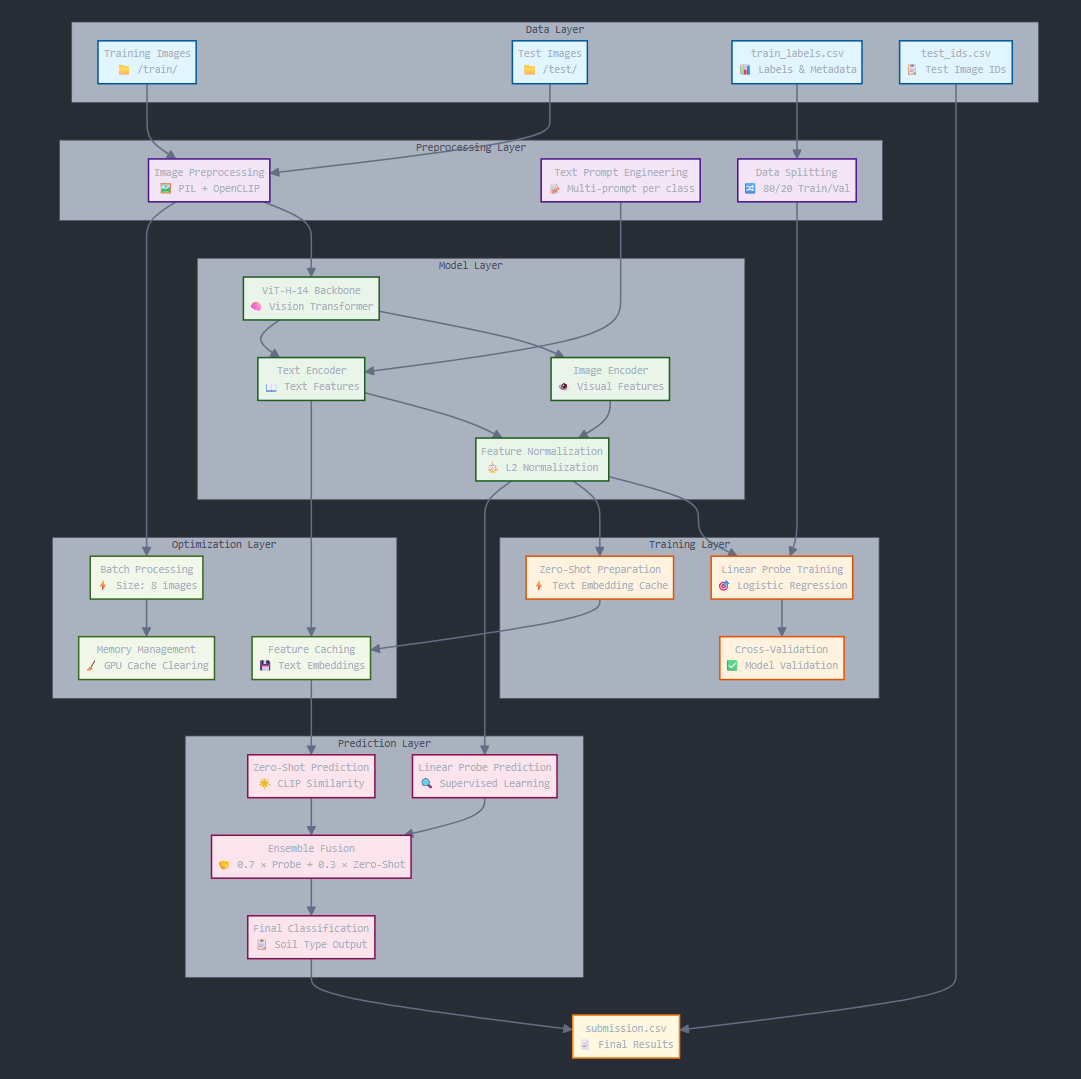 Data Layer
Training Images
📁 /train/
Test Images
📁 /test/
train_labels.csv
📊 Labels & Metadata
test_ids.csv
📋 Test Image IDs
Preprocessing Layer
Image Preprocessing
🖼️ PIL + OpenCLIP
Text Prompt Engineering
📝 Multi-prompt per class
Data Splitting
🔀 80/20 Train/Val
Model Layer
ViT-H-14 Backbone
🧠 Vision Transformer
Text Encoder
📖 Text Features
Image Encoder
👁️ Visual Features
Feature Normalization
⚖️ L2 Normalization
Optimization Layer
Batch Processing
⚡ Size: 8 images
Memory Management
🧹 GPU Cache Clearing
Feature Caching
💾 Text Embeddings
Training Layer
Zero-Shot Preparation
⚡ Text Embedding Cache
Linear Probe Training
🎯 Logistic Regression
Cross-Validation
✅ Model Validation
Prediction Layer
Zero-Shot Prediction
🌟 CLIP Similarity
Linear Probe Prediction
🔍 Supervised Learning
Ensemble Fusion
🤝 0.7 × Probe + 0.3 × Zero-Shot
Final Classification
📋 Soil Type Output
submission.csv
📄 Final Results